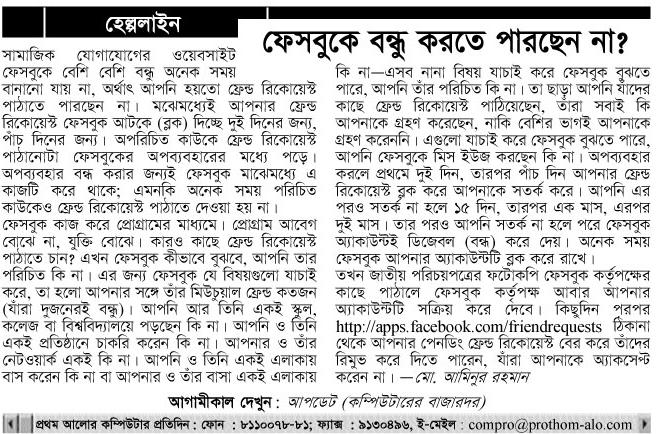 হেল্পলাইন
ফেসবুকে বন্ধু করতে পারছেন না?
সামাজিক যোগাযোগের ওয়েবসাইট
ফেসবুকে বেশি বেশি বন্ধু অনেক সময়
বানানো যায় না, অর্থাৎ আপনি হয়তো ফ্রেন্ড রিকোয়েস্ট
পাঠাতে পারছেন না। মঝেমধ্যেই আপনার ফ্রেন্ড
রিকোয়েস্ট ফেসবুক আটকে (ব্লক) দিচ্ছে দুই দিনের জন্য,
পাঁচ দিনের জন্য। অপরিচিত কাউকে ফ্রেন্ড রিকোয়েস্ট
পাঠানোটা ফেসবুকের অপব্যবহারের মধ্যে পড়ে।
অপব্যবহার বন্ধ করার জন্যই ফেসবুক মাঝেমধ্যে এ
কাজটি করে থাকে; এমনকি অনেক সময় পরিচিত
কাউকেও ফ্রেন্ড রিকোয়েস্ট পাঠাতে দেওয়া হয় না।
ফেসবুক কাজ করে প্রোগ্রামের মাধ্যমে। প্রোগ্রাম আবেগ
বোঝে না, যুক্তি বোঝে। কারও কাছে ফ্রেন্ড রিকোয়েস্ট
পাঠাতে চান? এখন ফেসবুক কীভাবে বুঝবে, আপনি তার
পরিচিত কি না। এর জন্য ফেসবুক যে বিষয়গুলো যাচাই
করে, তা হলো আপনার সঙ্গে তাঁর মিউচুয়াল ফ্রেন্ড কতজন
(যাঁরা দুজনেরই বন্ধু)। আপনি আর তিনি একই স্কুল,
কলেজ বা বিশ্ববিদ্যালয়ে পড়ছেন কি না। আপনি ও তিনি
একই প্রতিষ্ঠানে চাকরি করেন কি না। আপনার ও তাঁর
নেটওয়ার্ক একই কি না। আপনি ও তিনি একই এলাকায়
বাস করেন কি না বা আপনার ও তাঁর বাসা একই এলাকায়
কি না—এসব নানা বিষয় যাচাই করে ফেসবুক বুঝতে
পারে, আপনি তাঁর পরিচিত কি না। তা ছাড়া আপনি যাঁদের
কাছে ফ্রেন্ড রিকোয়েস্ট পাঠিয়েছেন, তাঁরা সবাই কি
আপনাকে গ্রহণ করেছেন, নাকি বেশির ভাগই আপনাকে
গ্রহণ করেননি। এগুলো যাচাই করে ফেসবুক বুঝতে পারে,
আপনি ফেসবুকে মিস ইউজ করছেন কি না। অপব্যবহার
করলে প্রথমে দুই দিন, তারপর পাঁচ দিন আপনার ফ্রেন্ড
রিকোয়েস্ট ব্লক করে আপনাকে সতর্ক করে। আপনি এর
পরও সতর্ক না হলে ১৫ দিন, তারপর এক মাস, এরপর
দুই মাস। তার পরও আপনি সতর্ক না হলে পরে ফেসবুক
অ্যাকাউন্টই ডিজেবল (বন্ধ) করে দেয়। অনেক সময়
ফেসবুক আপনার অ্যাকাউন্টটি ব্লক করে রাখে।
তখন জাতীয় পরিচয়পত্রের ফটোকপি ফেসবুক কর্তৃপক্ষের
কাছে পাঠালে ফেসবুক কর্তৃপক্ষ আবার আপনার
অ্যাকাউন্টটি সক্রিয় করে দেবে। কিছুদিন পরপর
http://apps.facebook.com/friendrequests ঠিকানা
থেকে আপনার পেনডিং ফ্রেন্ড রিকোয়েস্ট বের করে তাঁদের
রিমুভ করে দিতে পারেন, যাঁরা আপনাকে অ্যাকসেপ্ট
করেন না। —মো. আমিনুর রহমান
আগামীকাল দেখুন : আপডেট (কম্পিউটারের বাজারদর)
প্রথম আলোর কম্পিউটার প্রতিদিন : ফোন : ৮১১০০৭৮-৮১; ফ্যাক্স : ৯১৩০৪৯৬, ই-মেইল : compro@prothom-alo.com